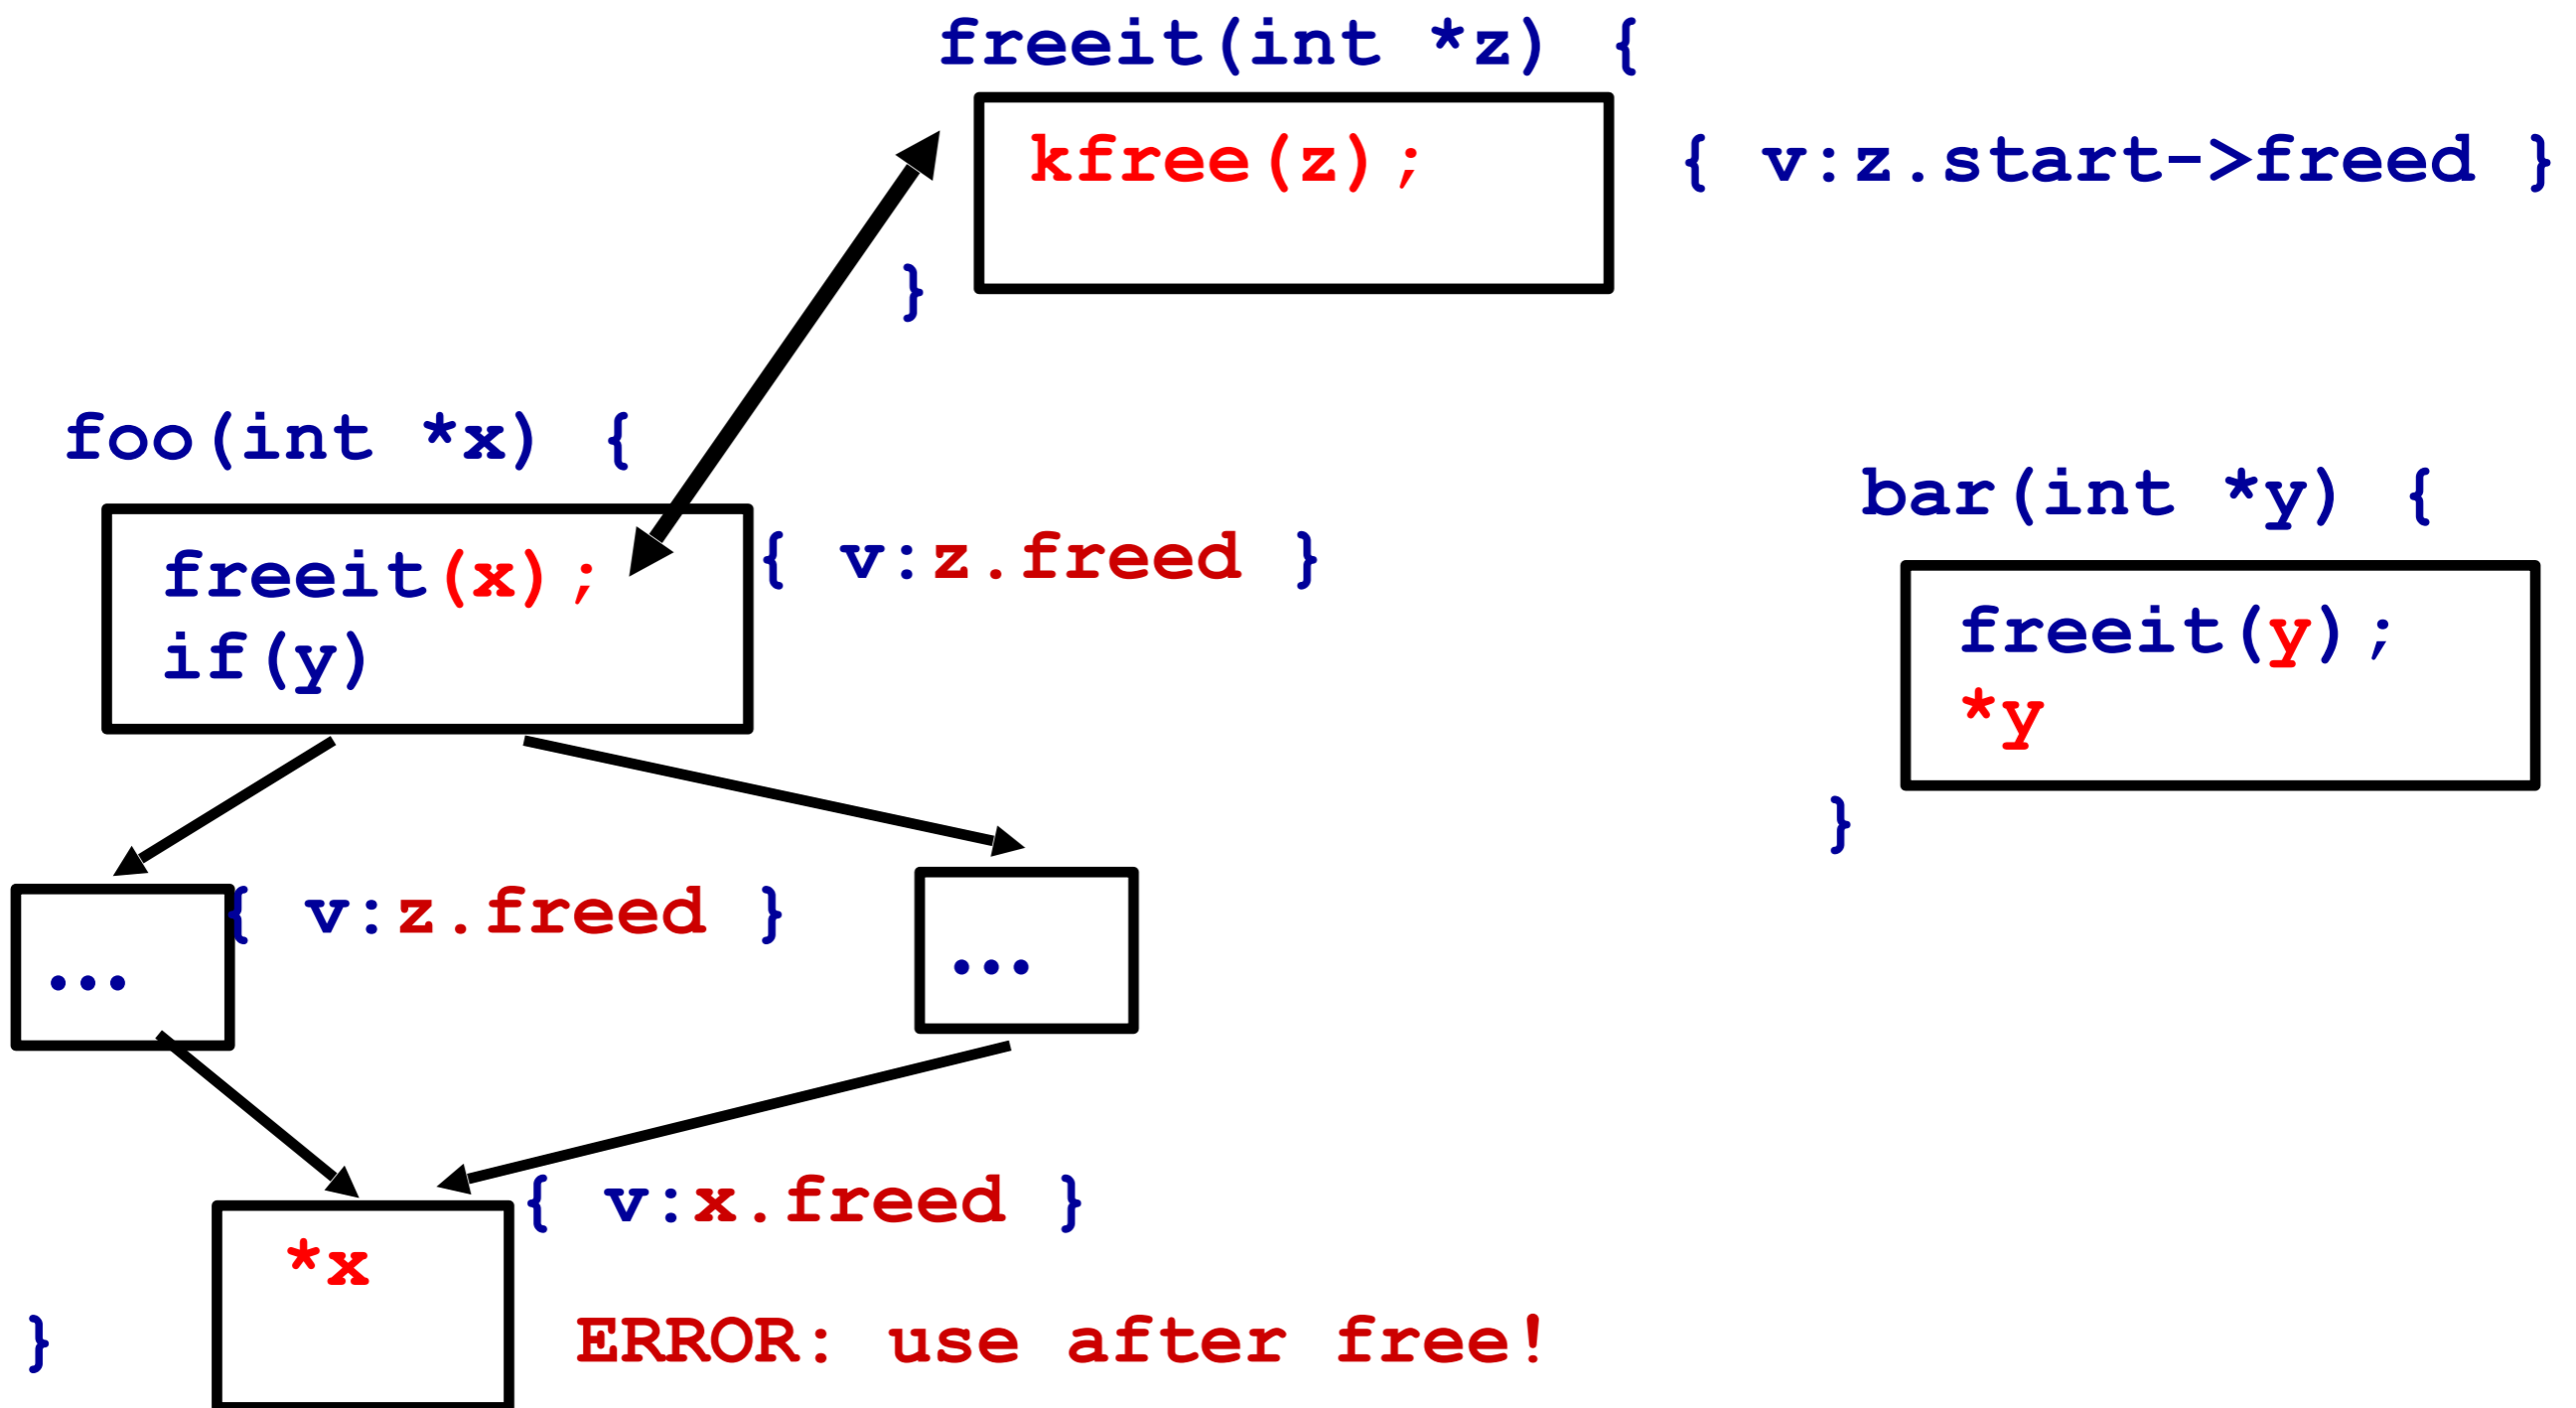 freeit(int *z) {
kfree(z);
{ v:z.start->freed }
}
foo(int *x) {
freeit(x);
if(y)
{ v:z.freed }
bar(int *y) {
freeit(y);
*y
}
...
{ v:z.freed }
...
{ v:x.freed }
*x
ERROR: use after free!
}